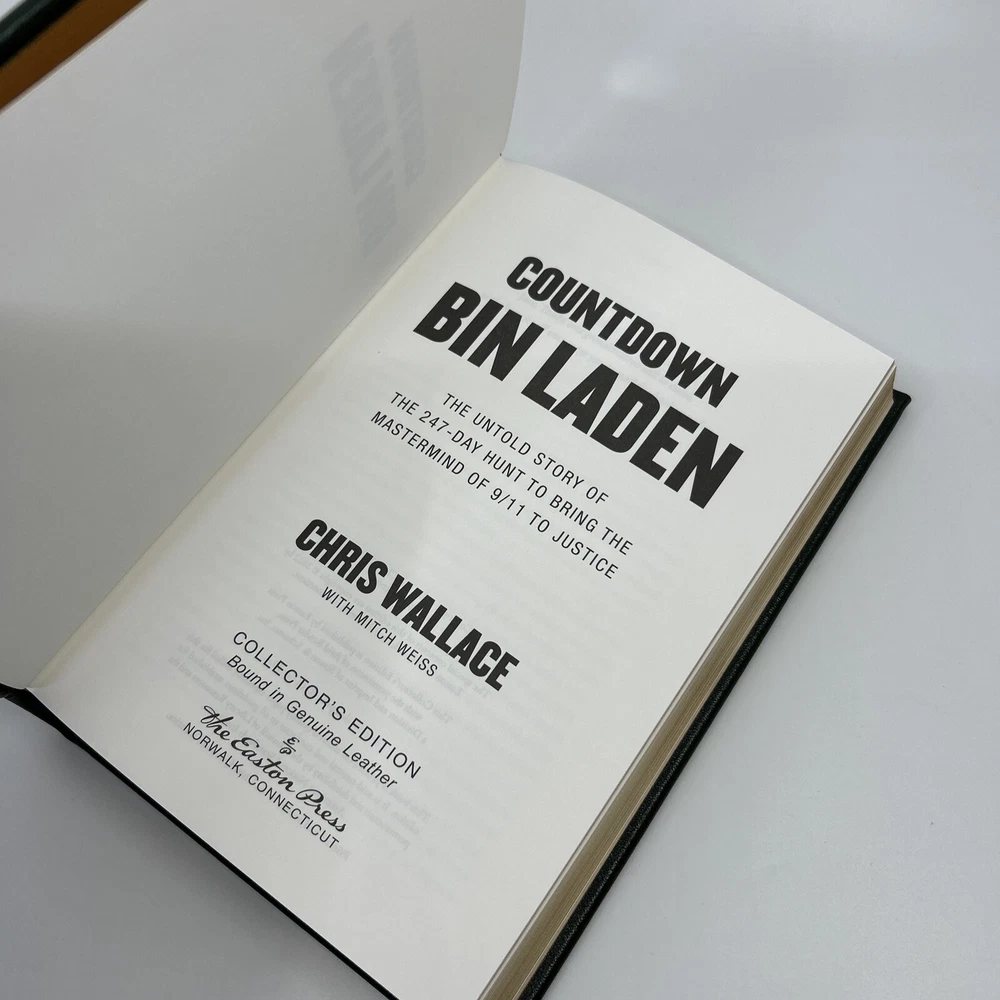 COUNTDOWN
BIN LADEN
THE UNTOLD STORY OF
THE 247-DAY HUNT TO BRING THE
MASTERMIND OF 9/11 TO JUSTICE
CHRIS WALLACE
WITH MITCH WEISS
COLLECTOR'S EDITION
Bound in Genuine Leather
EP
The Easton Press
NORWALK, CONNECTICUT